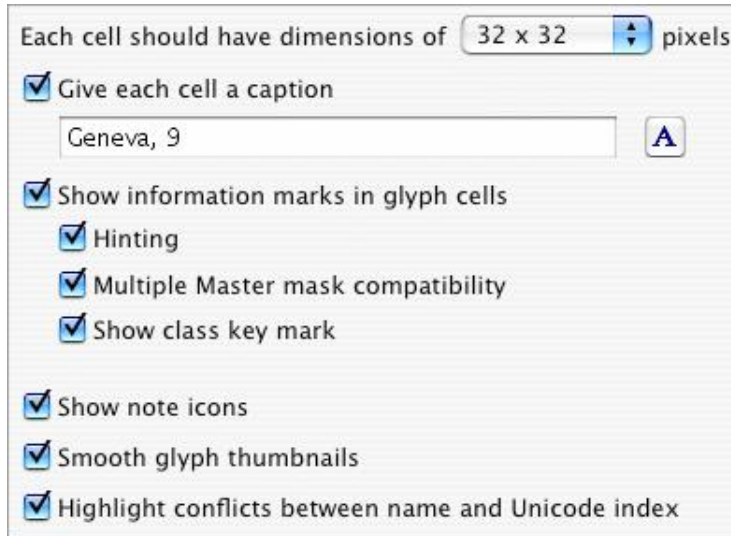 Each cell should have dimensions of 32 x 32 pixels
Give each cell a caption
Geneva, 9 A
Show information marks in glyph cells
Hinting
Multiple Master mask compatibility
Show class key mark
Show note icons
Smooth glyph thumbnails
Highlight conflicts between name and Unicode index